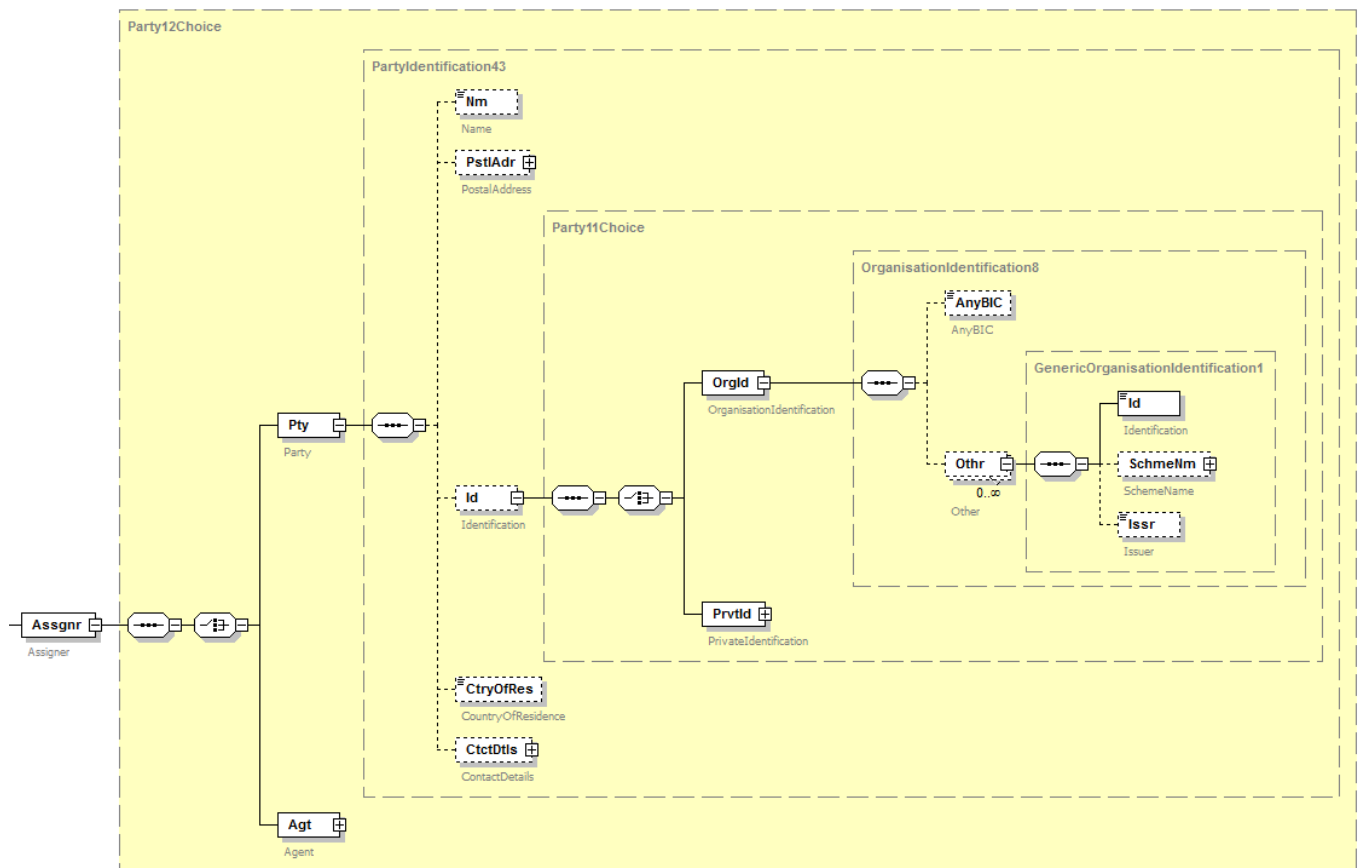 Party12Choice
PartyIdentification43
Nm
Name
PstlAdr
PostalAddress
Party11Choice
OrganisationIdentification8
AnyBIC
AnyBIC
GenericOrganisationIdentification1
OrgId
OrganisationIdentification
Id
Identification
Pty
Party
Othr
0..∞
Other
SchmeNm
SchemeName
Id
Identification
Issr
Issuer
PrvtId
PrivateIdentification
Assgnr
Assigner
CtryOfRes
CountryOfResidence
CtctDtls
ContactDetails
Agt
Agent